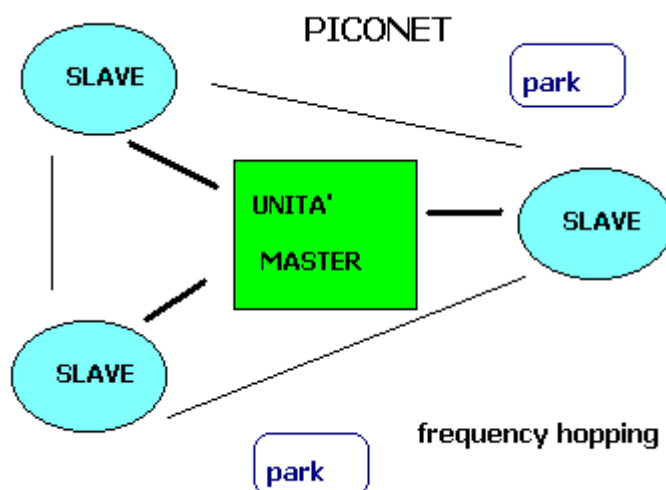 PICONET
SLAVE
park
UNITA'
MASTER
SLAVE
SLAVE
frequency hopping
park